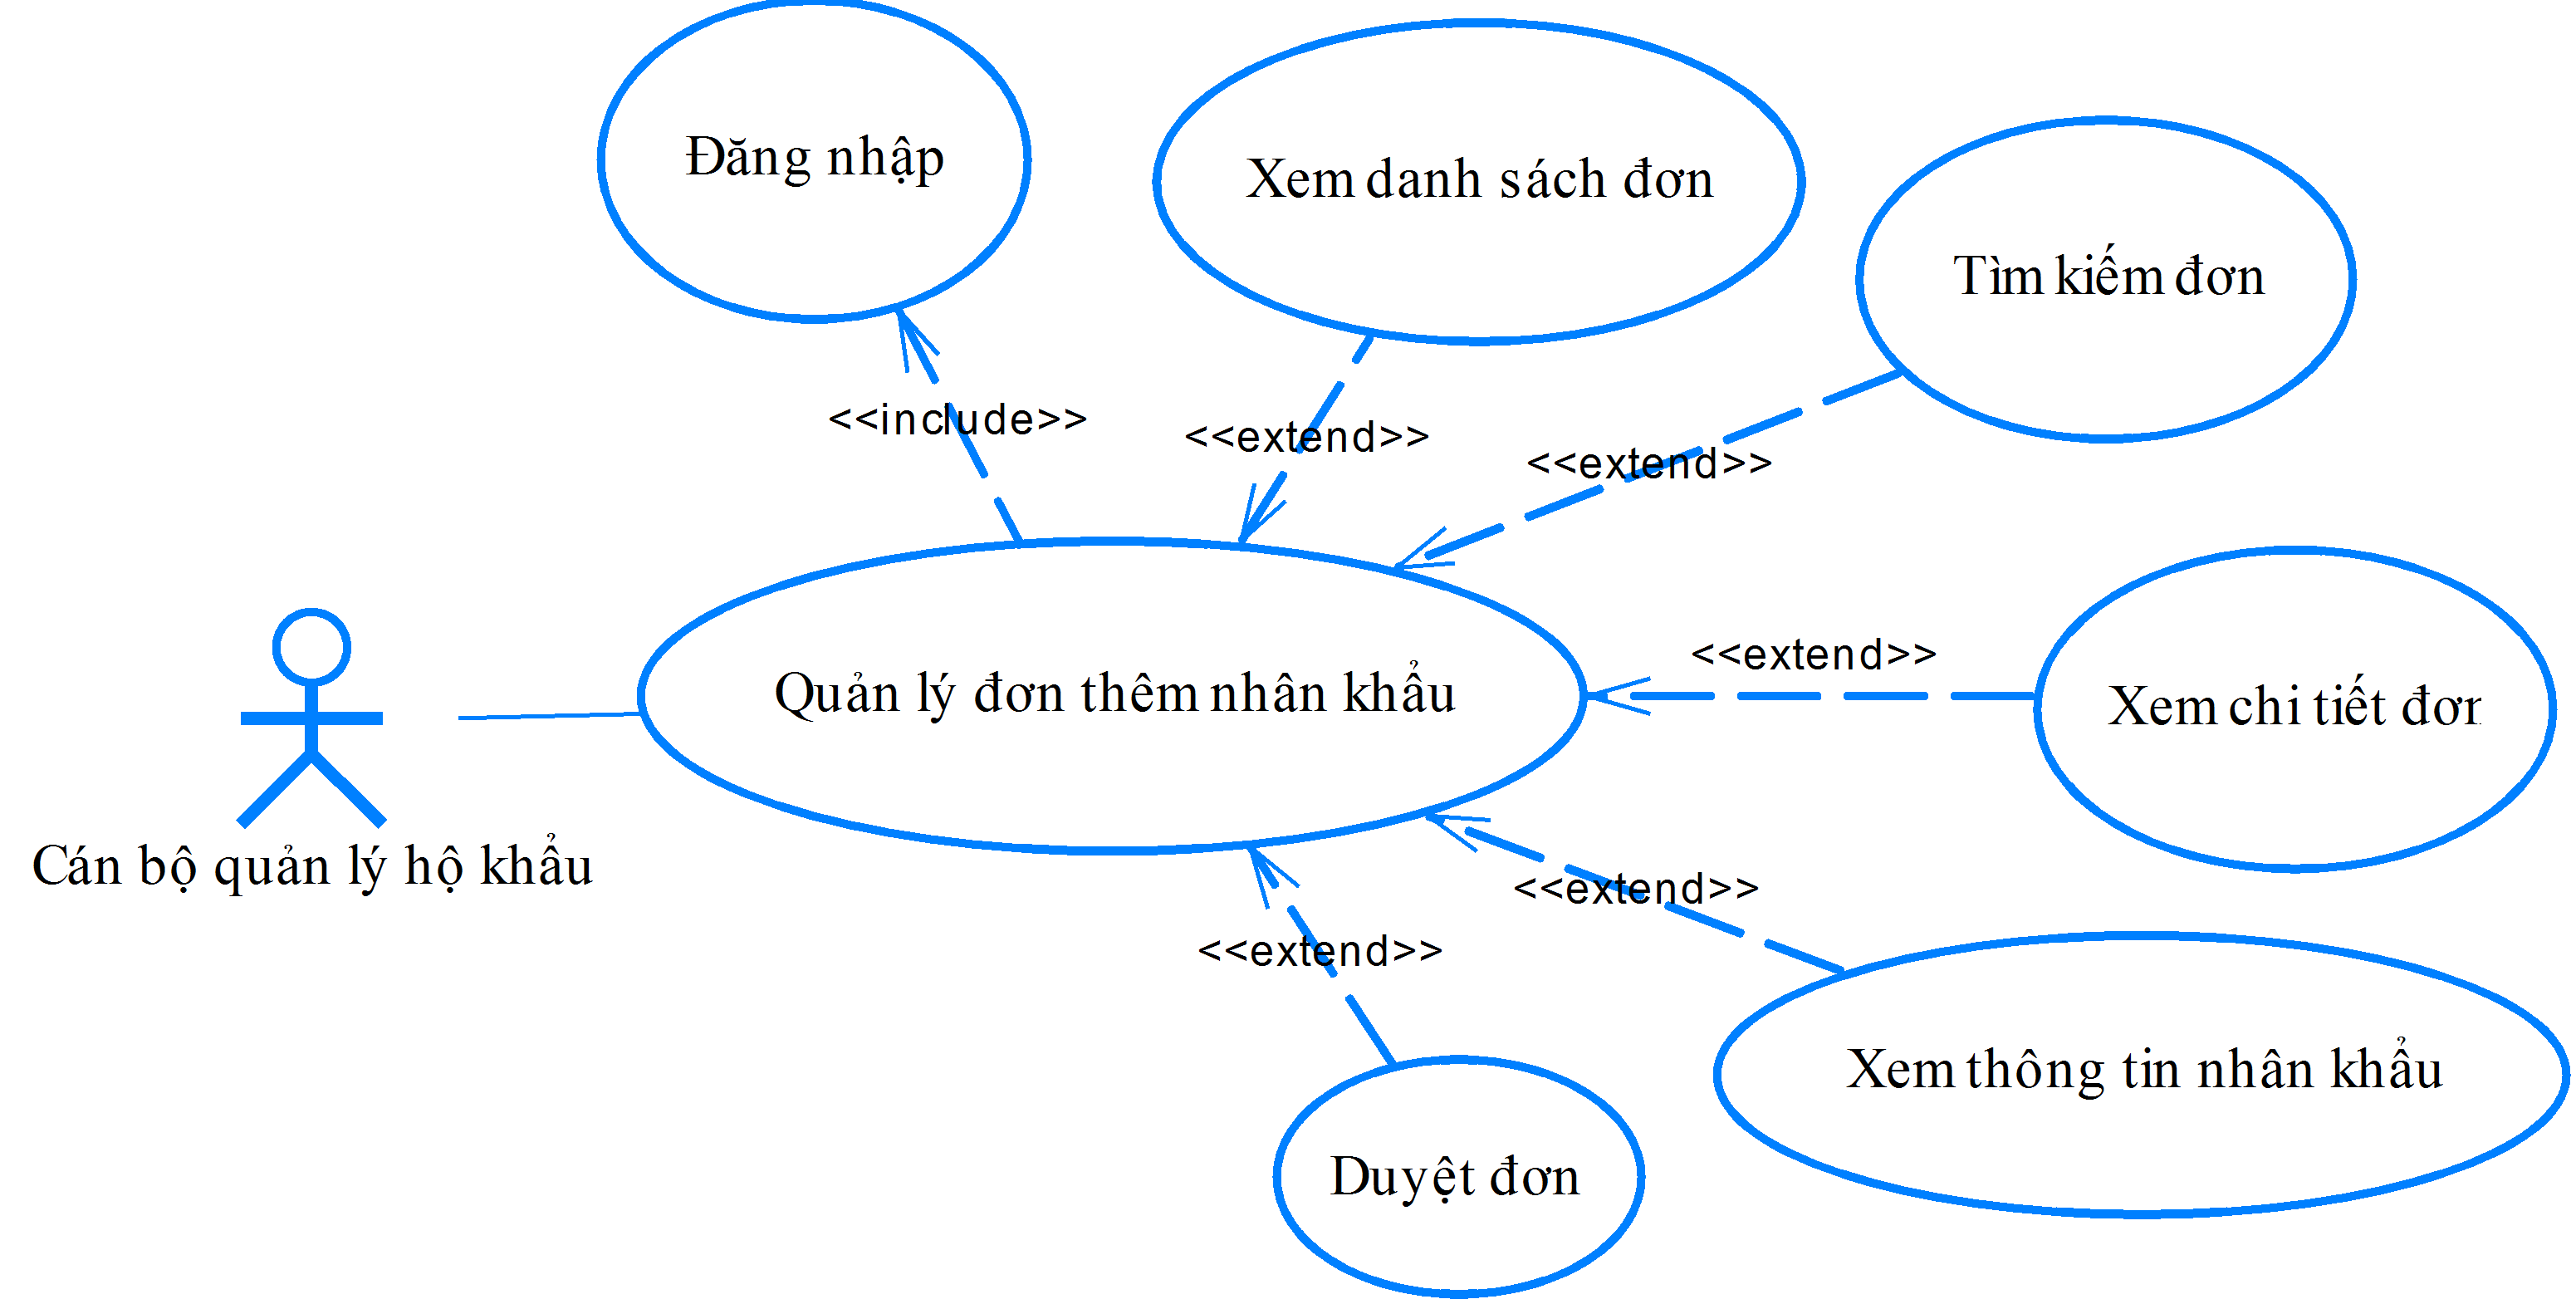 Đăng nhập
Xem danh sách đơn
Tìm kiếm đơn
<<include>>
<<extend>>
<<extend>>
<<extend>>
Quản lý đơn thêm nhân khẩu
Xem chi tiết đơn
Cán bộ quản lý hộ khẩu
<<extend>>
<<extend>>
Xem thông tin nhân khẩu
Duyệt đơn